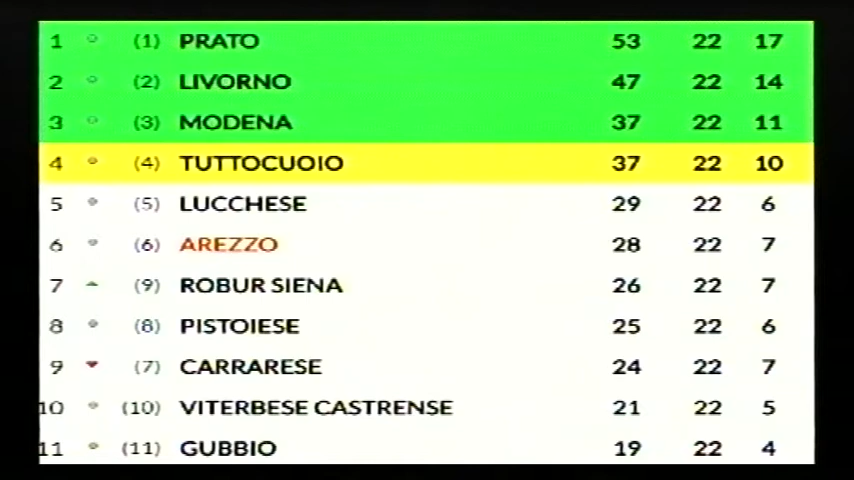 1 (1) PRATO 53 22 17
2 (2) LIVORNO 47 22 14
3 (3) MODENA 37 22 11
4 (4) TUTTOCUOIO 37 22 10
5 (5) LUCCHESE 29 22 6
6 (6) AREZZO 28 22 7
7 (9) ROBUR SIENA 26 22 7
8 (8) PISTOIESE 25 22 6
9 (7) CARRARESE 24 22 7
10 (10) VITERBESE CASTRENSE 21 22 5
11 (11) GUBBIO 19 22 4